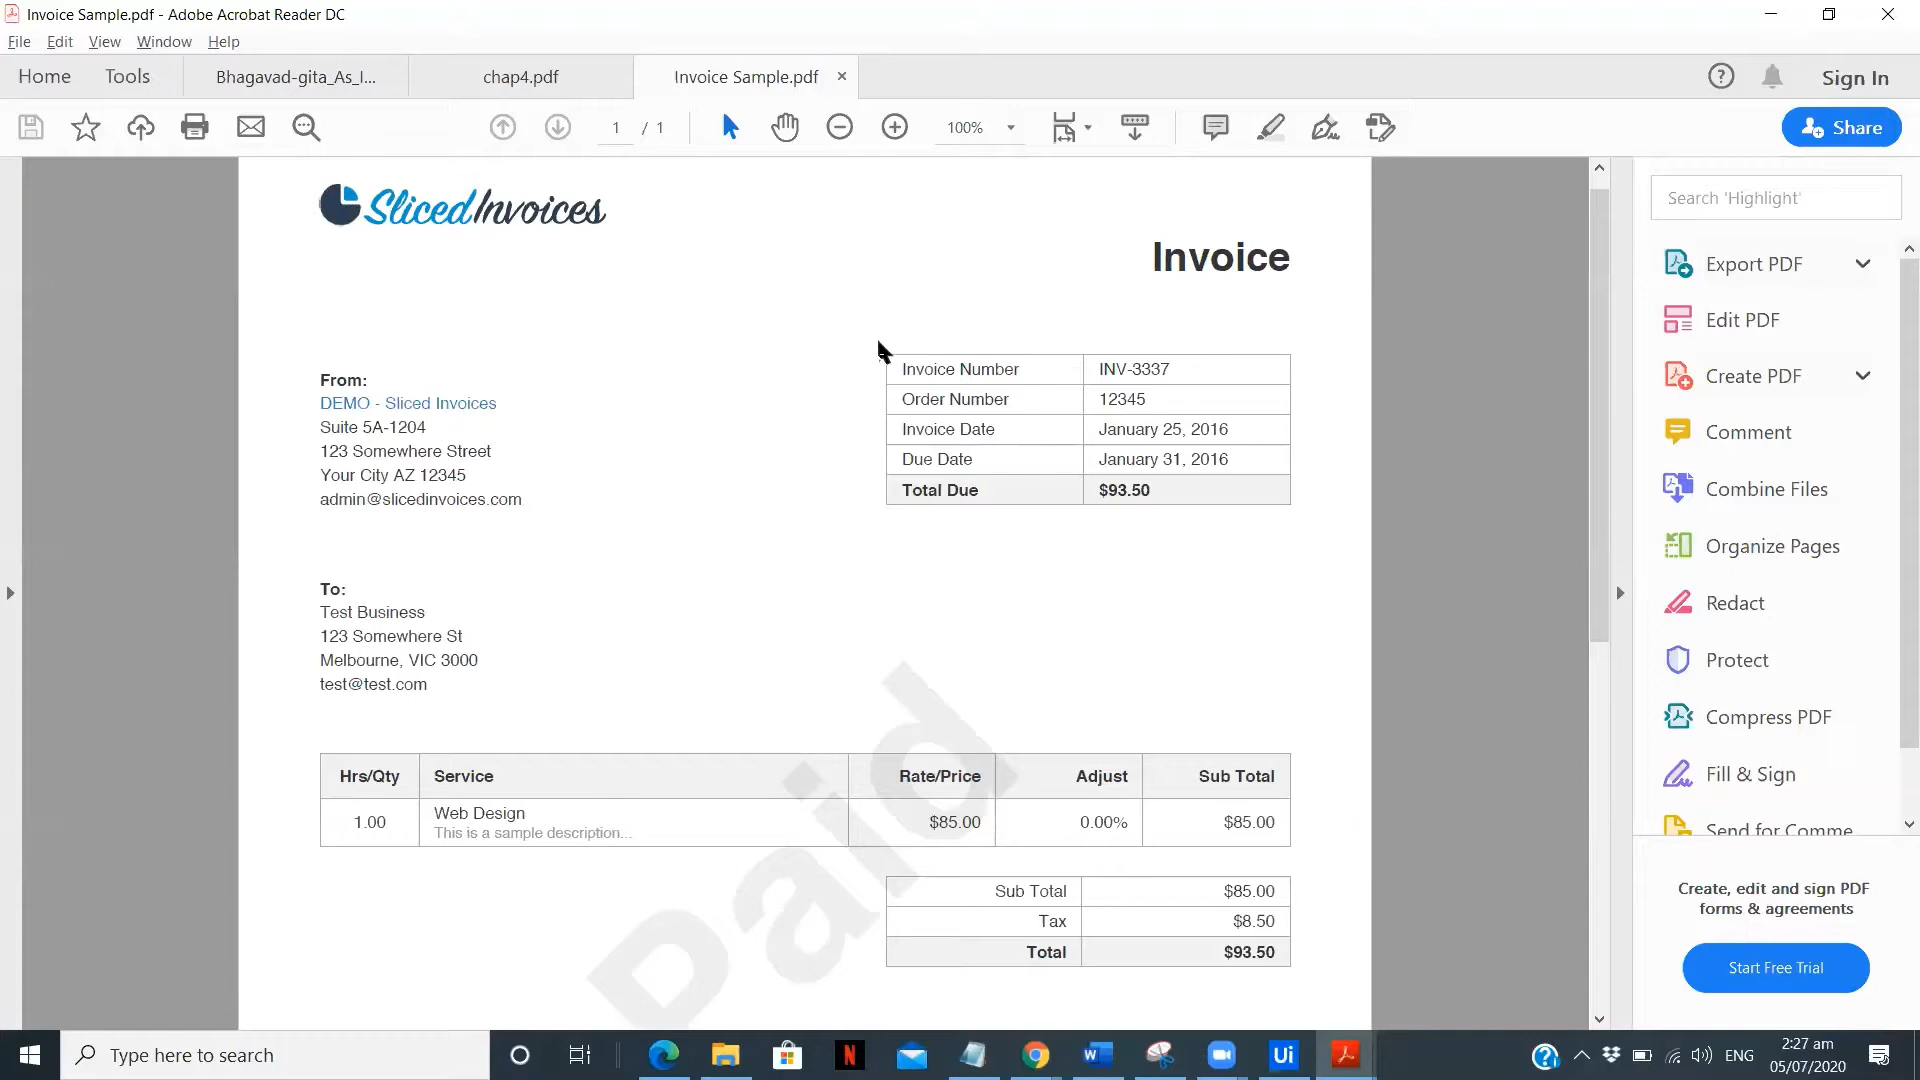 Invoice Sample.pdf - Adobe Acrobat Reader DC
File Edit View Window Help
Home Tools Bhagavad-gita_As_I... chap4.pdf Invoice Sample.pdf × Sign In
1 / 1 100% Share
SlicedInvoices
Invoice
Invoice Number INV-3337
Order Number 12345
Invoice Date January 25, 2016
Due Date January 31, 2016
Total Due $93.50
From:
DEMO - Sliced Invoices
Suite 5A-1204
123 Somewhere Street
Your City AZ 12345
admin@slicedinvoices.com
To:
Test Business
123 Somewhere St
Melbourne, VIC 3000
test@test.com
Hrs/Qty Service Rate/Price Adjust Sub Total
1.00 Web Design $85.00 0.00% $85.00
This is a sample description...
Sub Total $85.00
Tax $8.50
Total $93.50
Paid
Search 'Highlight'
Export PDF
Edit PDF
Create PDF
Comment
Combine Files
Organize Pages
Redact
Protect
Compress PDF
Fill & Sign
Send for Comme
Create, edit and sign PDF
forms & agreements
Start Free Trial
Type here to search
N
Ui
ENG
2:27 am
05/07/2020